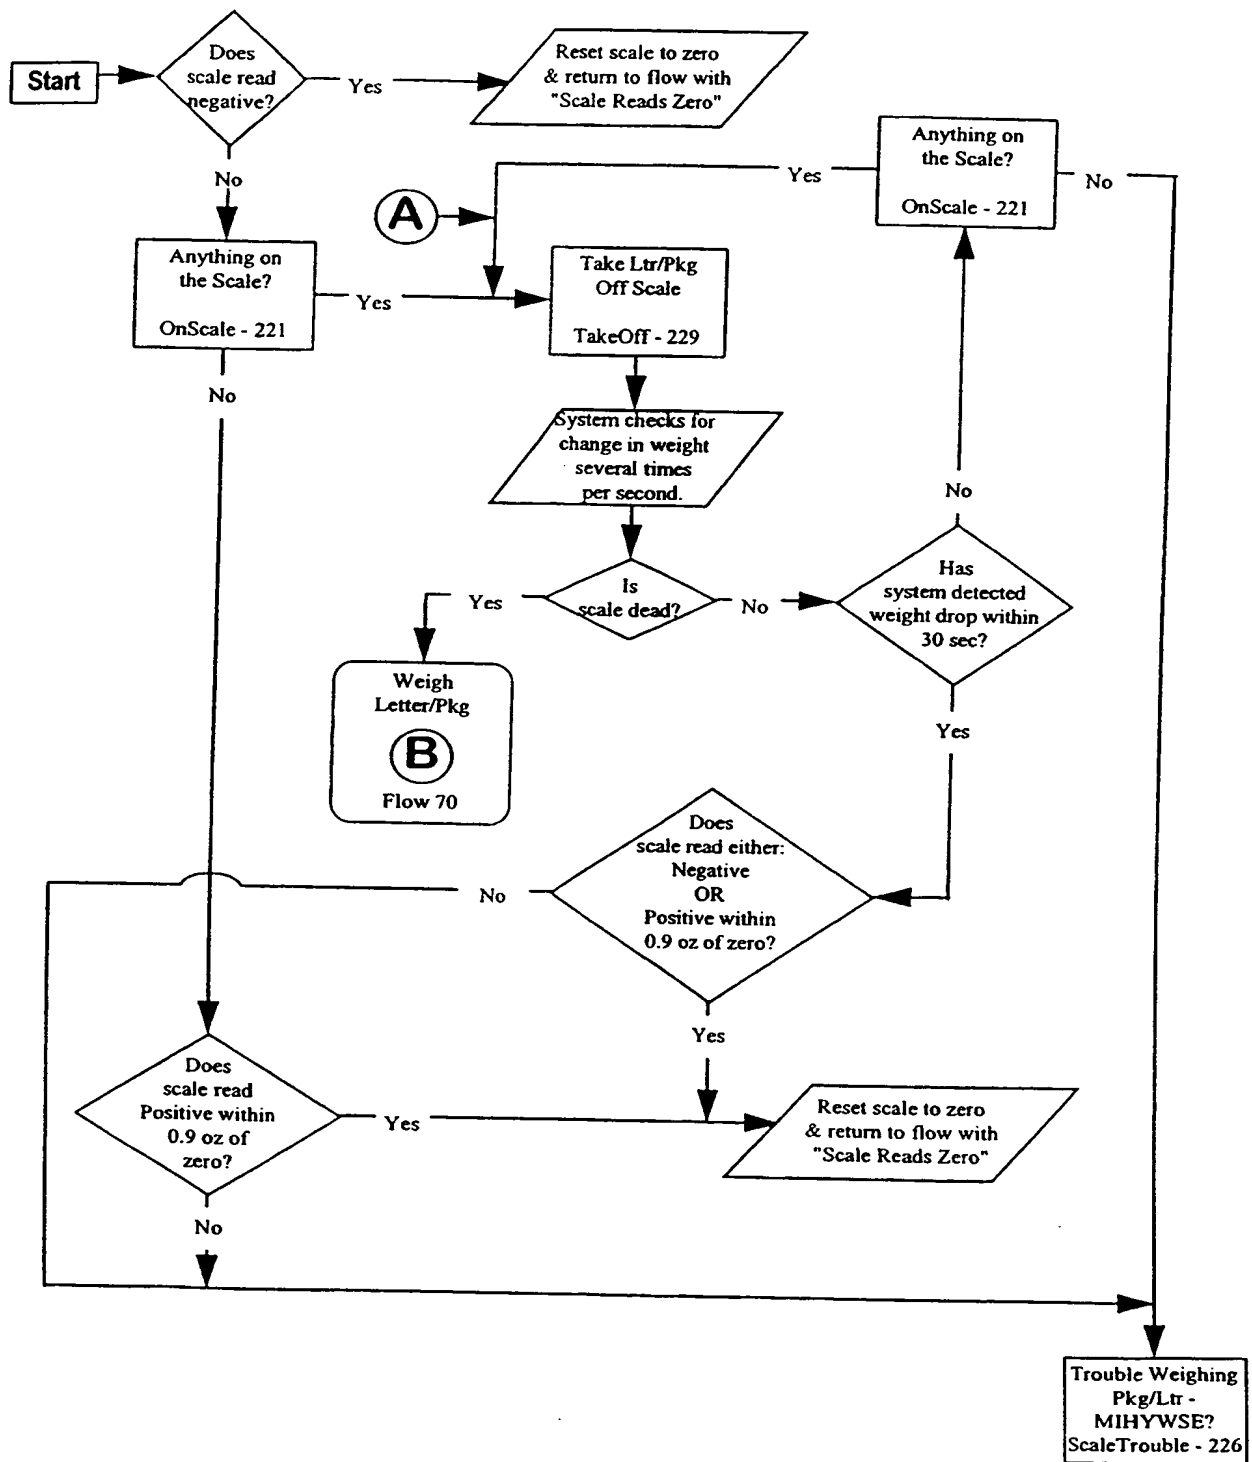 Start
Does
scale read
negative?
Yes
Reset scale to zero
& return to flow with
"Scale Reads Zero"
No
Anything on
the Scale?
OnScale - 221
Yes
No
A
Anything on
the Scale?
OnScale - 221
Yes
No
Take Ltr/Pkg
Off Scale
TakeOff - 229
System checks for
change in weight
several times
per second.
Is
scale dead?
Yes
No
Has
system detected
weight drop within
30 sec?
No
Yes
Weigh
Letter/Pkg
B
Flow 70
Does
scale read either:
Negative
OR
Positive within
0.9 oz of zero?
No
Yes
Does
scale read
Positive within
0.9 oz of
zero?
Yes
No
Reset scale to zero
& return to flow with
"Scale Reads Zero"
Trouble Weighing
Pkg/Ltr -
MIHYWSE?
ScaleTrouble - 226